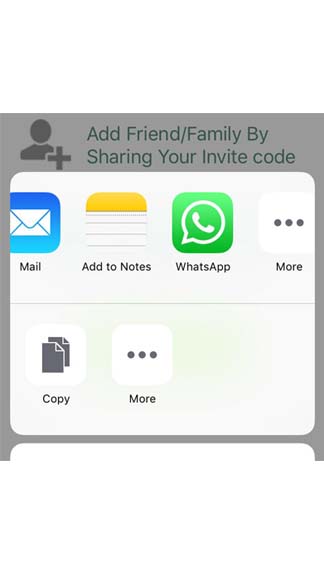 Add Friend/Family By
Sharing Your Invite code
Mail
Add to Notes
WhatsApp
More
Copy
More